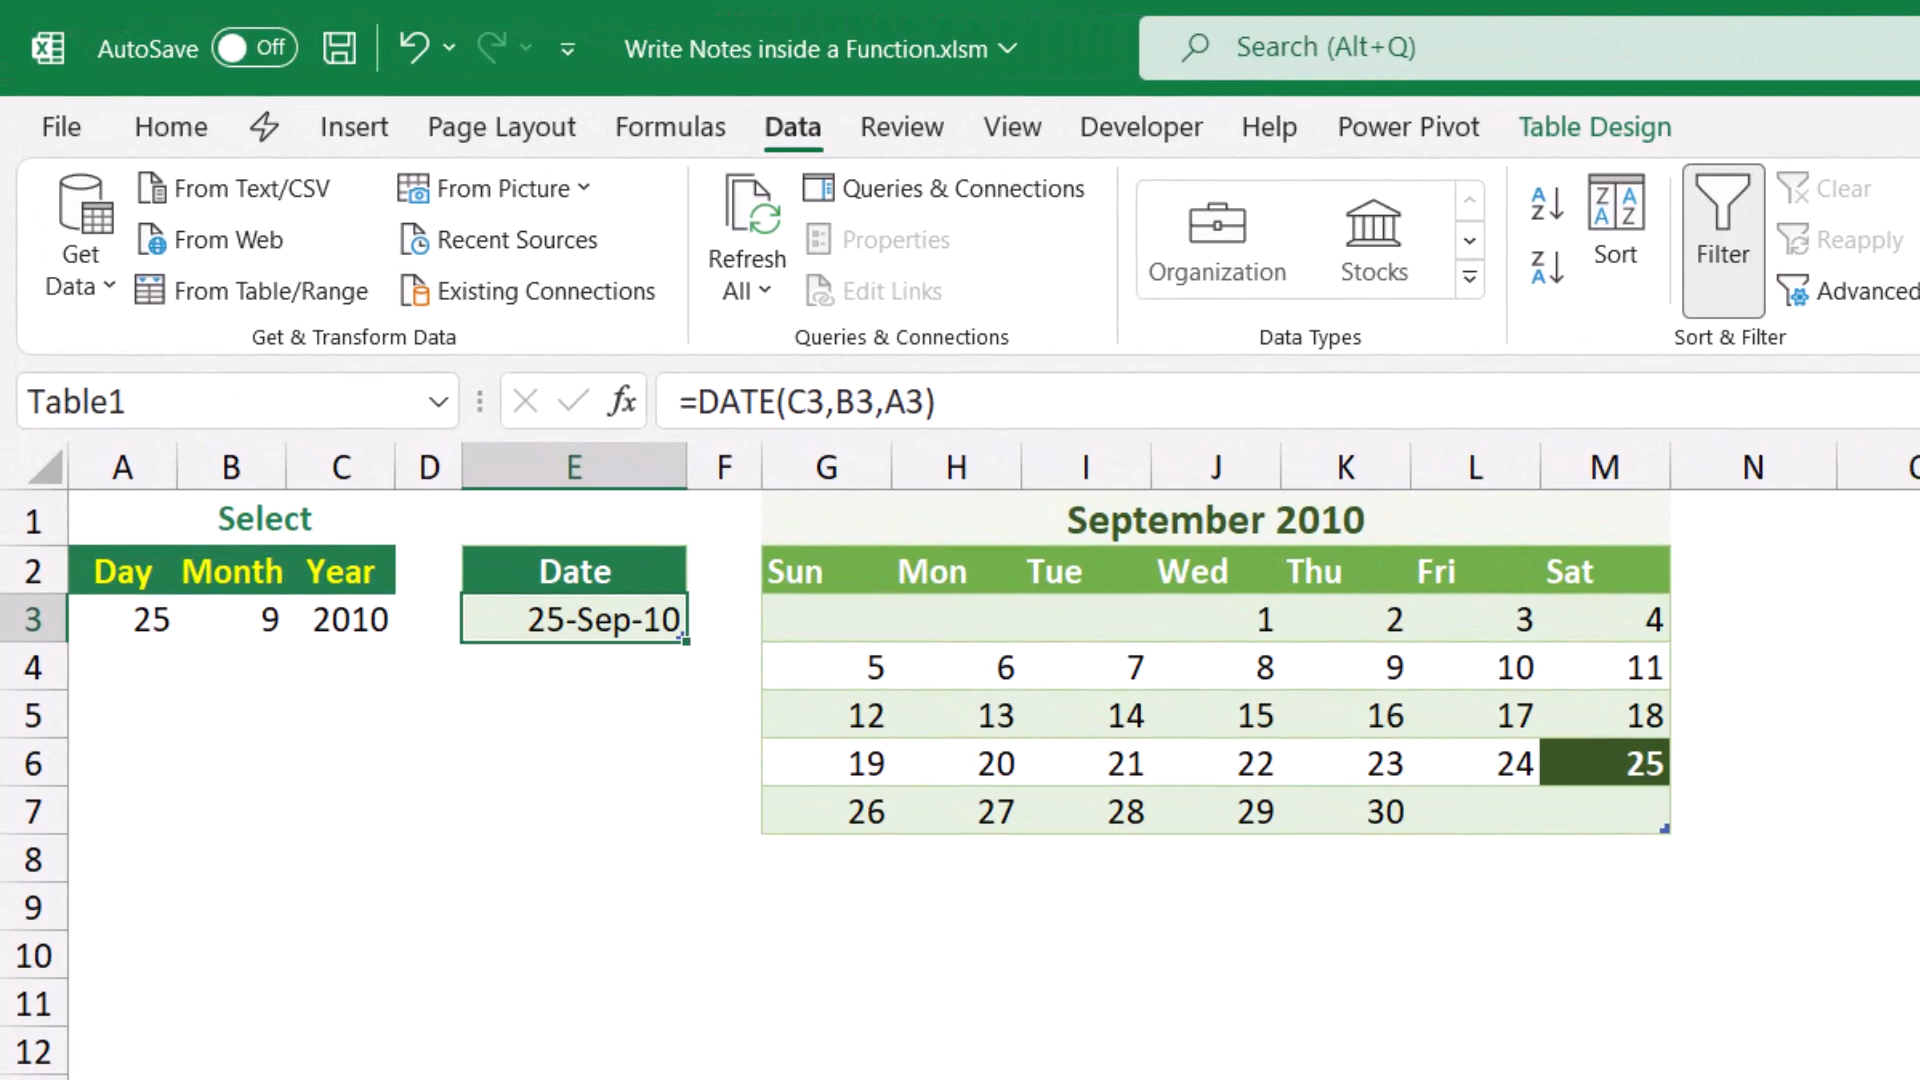 AutoSave Off Write Notes inside a Function.xlsm Search (Alt+Q)
File Home Insert Page Layout Formulas Data Review View Developer Help Power Pivot Table Design
Get Data
From Text/CSV
From Web
From Table/Range
From Picture
Recent Sources
Existing Connections
Get & Transform Data
Refresh All
Queries & Connections
Properties
Edit Links
Queries & Connections
Organization Stocks
Data Types
Sort
Filter
Clear
Reapply
Advanced
Sort & Filter
Table1 fx =DATE(C3,B3,A3)
A B C D E F G H I J K L M N
1 Select September 2010
2 Day Month Year Date Sun Mon Tue Wed Thu Fri Sat
3 25 9 2010 25-Sep-10 1 2 3 4
4 5 6 7 8 9 10 11
5 12 13 14 15 16 17 18
6 19 20 21 22 23 24 25
7 26 27 28 29 30
8
9
10
11
12